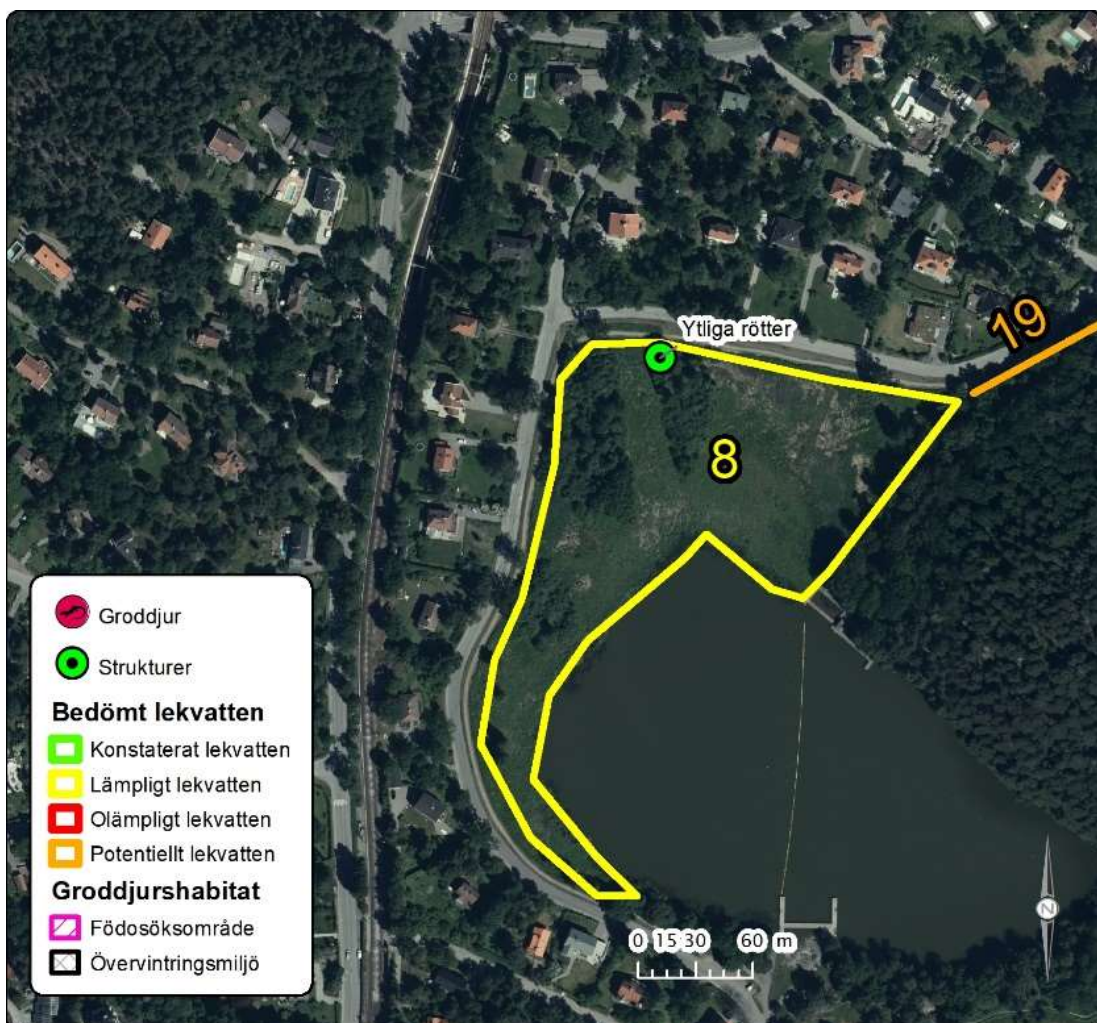 Ytliga rötter
19
8
Groddjur
Strukturer
Bedömt lekvatten
Konstaterat lekvatten
Lämpligt lekvatten
Olämpligt lekvatten
Potentiellt lekvatten
Groddjurshabitat
Födosöksområde
Övervintringsmiljö
0 15 30 60 m
N